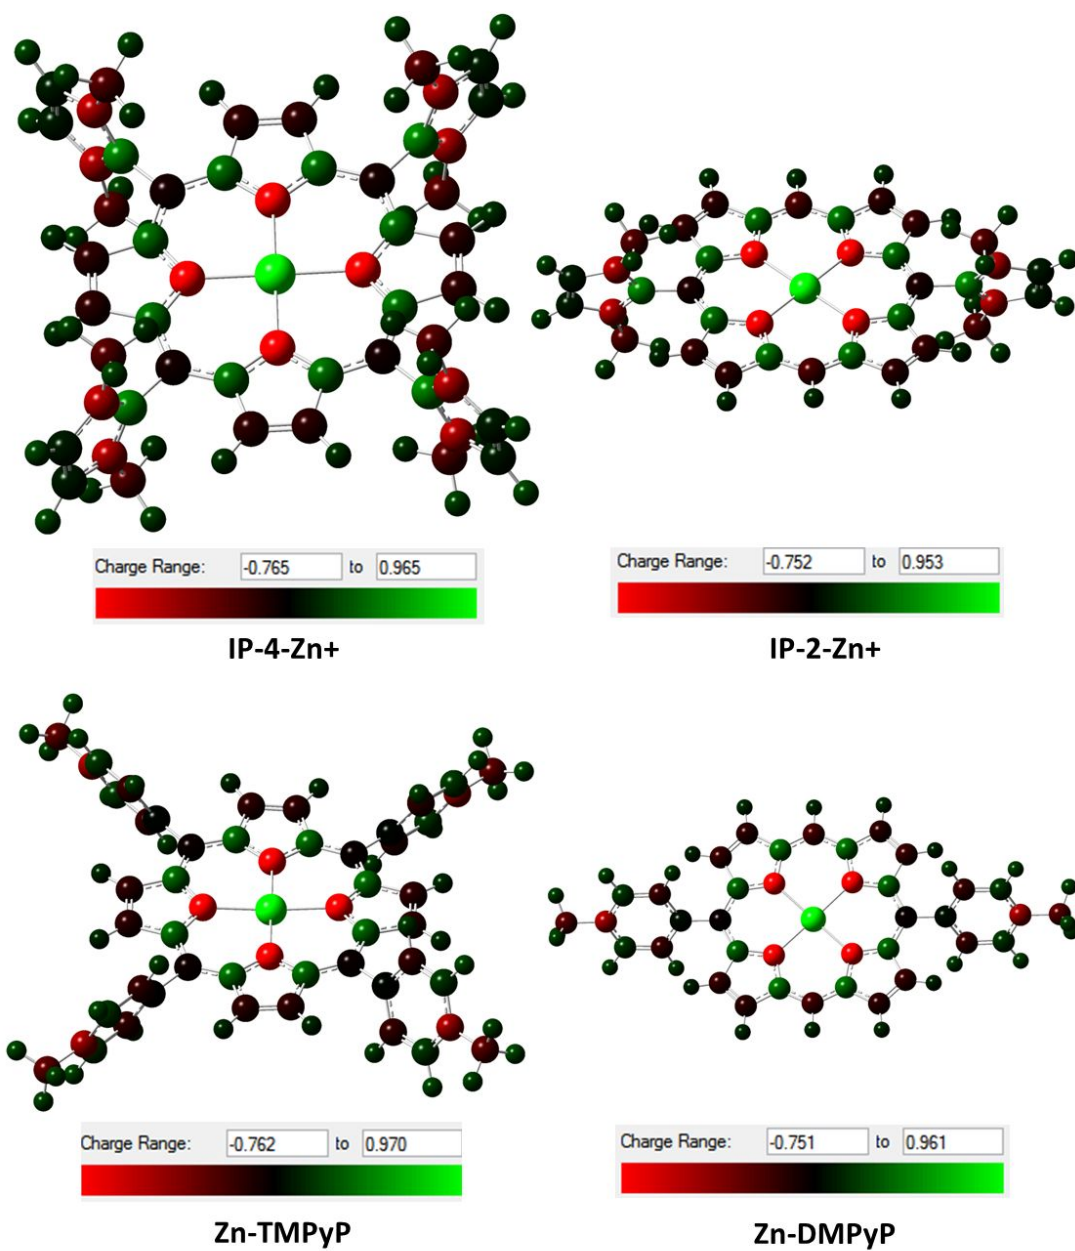 Charge Range: -0.765 to 0.965
IP-4-Zn+
Charge Range: -0.752 to 0.953
IP-2-Zn+
Charge Range: -0.762 to 0.970
Zn-TMPyP
Charge Range: -0.751 to 0.961
Zn-DMPyP